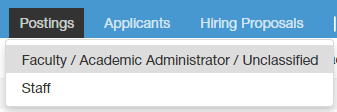 Postings Applicants Hiring Proposals
Faculty / Academic Administrator / Unclassified
Staff